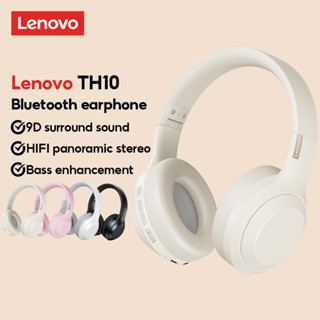 Lenovo
Lenovo TH10
Bluetooth earphone
9D surround sound
HIFI panoramic stereo
Bass enhancement